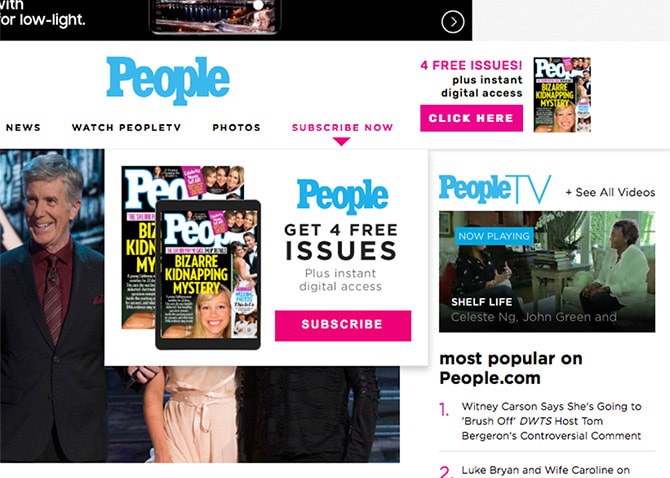 with
for low-light.
People
4 FREE ISSUES!
plus instant
digital access
CLICK HERE
People
BIZARRE
KIDNAPPING
MYSTERY
NEWS
WATCH PEOPLETV
PHOTOS
SUBSCRIBE NOW
People
BIZARRE
KIDNAPPING
MYSTERY
People
GET 4 FREE
ISSUES
Plus instant
digital access
SUBSCRIBE
PeopleTV
+ See All Videos
NOW PLAYING
SHELF LIFE
Celeste Ng, John Green and
most popular on
People.com
1. Witney Carson Says She's Going to
'Brush Off' DWTS Host Tom
Bergeron's Controversial Comment
2. Luke Bryan and Wife Caroline on